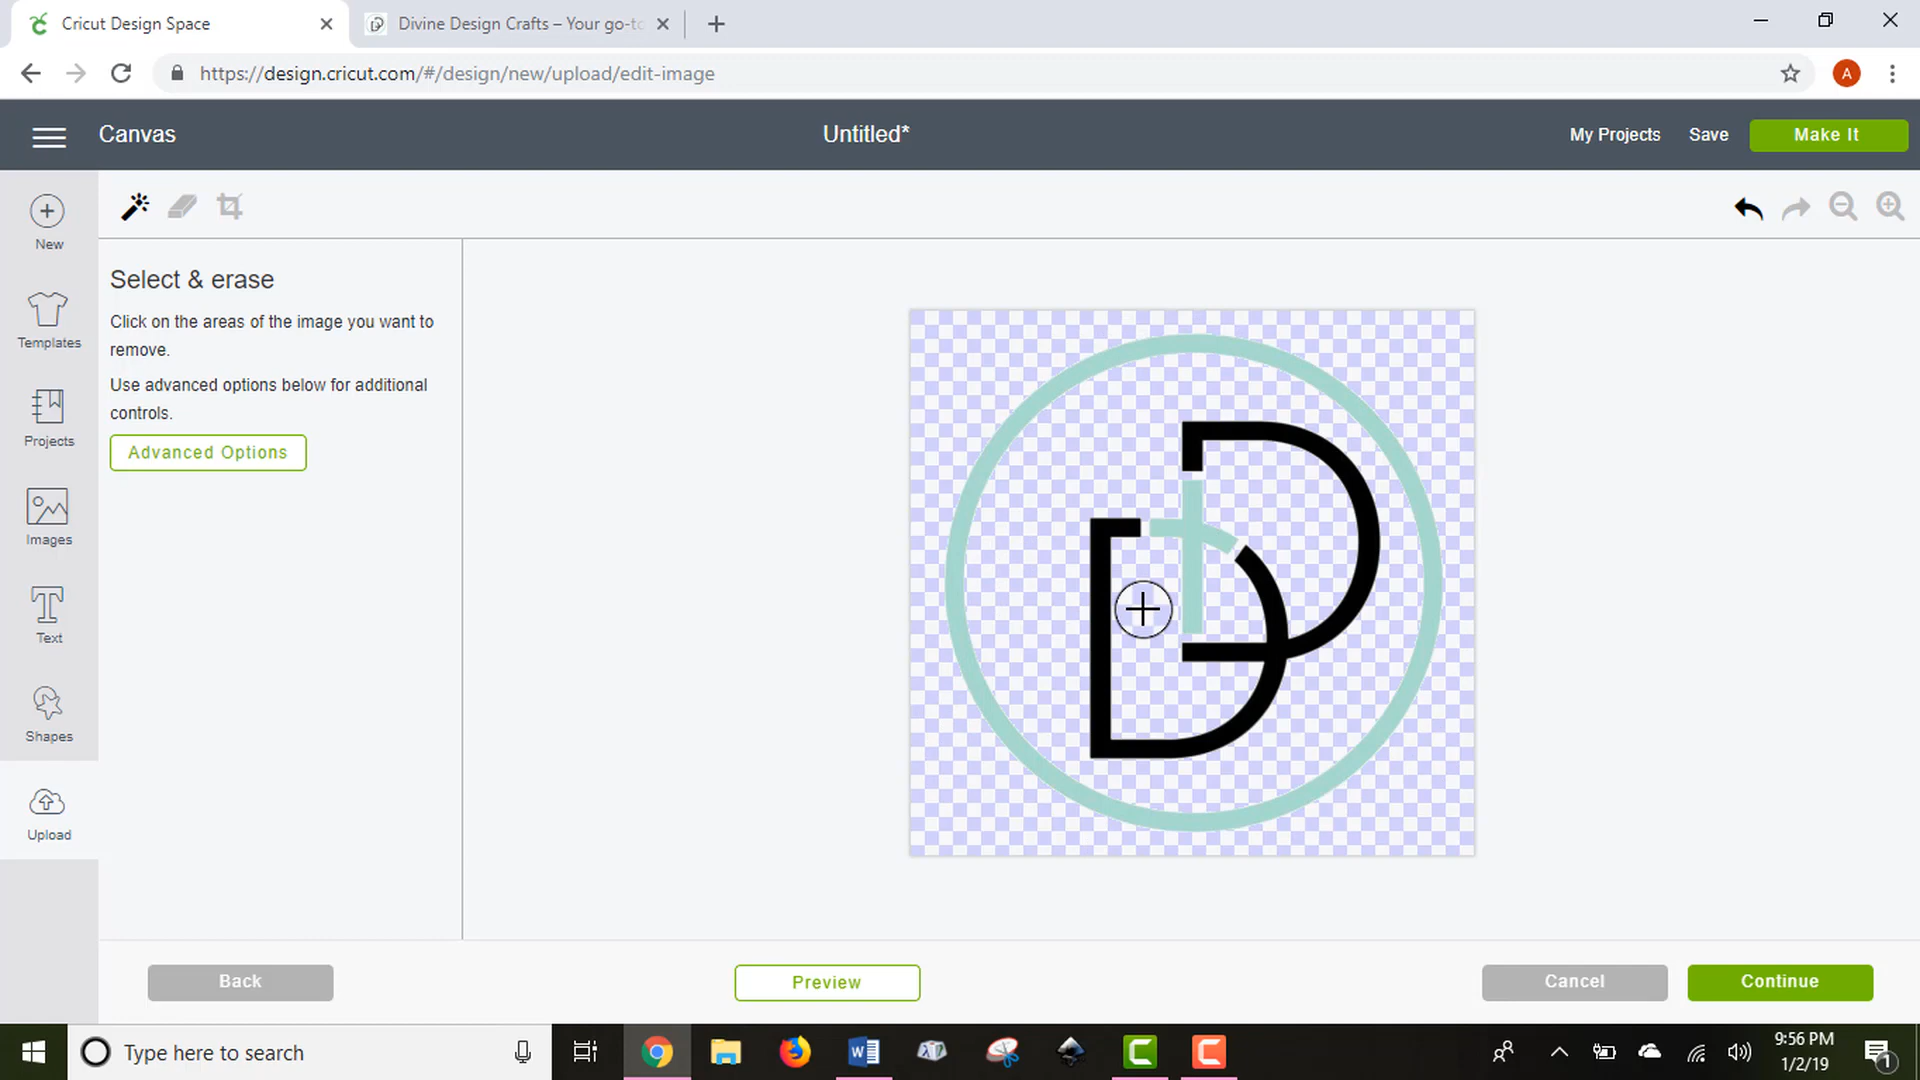 Cricut Design Space
Divine Design Crafts – Your go-to
https://design.cricut.com/#/design/new/upload/edit-image
A
Canvas
Untitled*
My Projects
Save
Make It
New
Templates
Projects
Images
Text
Shapes
Upload
Select & erase
Click on the areas of the image you want to
remove.
Use advanced options below for additional
controls.
Advanced Options
Back
Preview
Cancel
Continue
Type here to search
9:56 PM
1/2/19
1